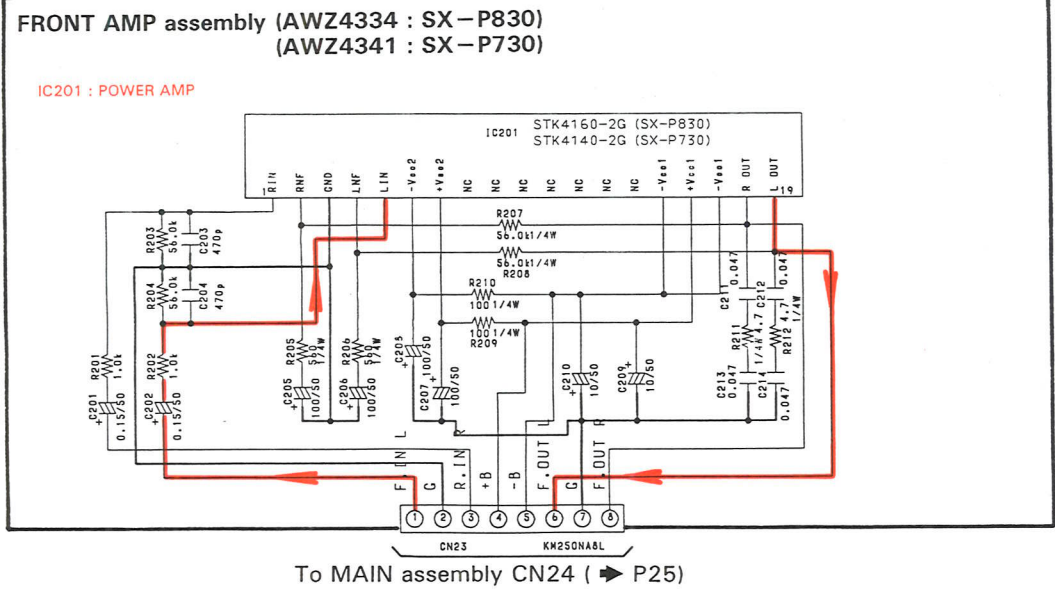 FRONT AMP assembly (AWZ4334 : SX-P830)
(AWZ4341 : SX-P730)
IC201 : POWER AMP
IC201
STK4160-2G (SX-P830)
STK4140-2G (SX-P730)
1
RIN
RNF
GND
LNF
LIN
-Vcc2
+Vcc2
NC
NC
NC
NC
NC
NC
NC
-Vcc1
+Vcc1
-Vcc1
R OUT
L OUT
19
R207
56.0k1/4W
56.0k1/4W
R208
R210
100 1/4W
100 1/4W
R209
R203
56.0k
C203
470p
R204
56.0k
C204
470p
R201
1.0k
R202
1.0k
C201
+
0.15/50
C202
+
0.15/50
R205
560
1/4W
R206
560
1/4W
C205
+
100/50
C206
+
100/50
+
100/50
C207
+
100/50
C210
+
10/50
C209
+
10/50
C211
0.047
C212
0.047
R211
1/4W 4.7
R212
4.7
1/4W
C213
0.047
C214
0.047
F.IN L
G
R.IN R
+B
-B
F.OUT L
G
F.OUT R
1 2 3 4 5 6 7 8
CN23
KM250NA8L
To MAIN assembly CN24 ( ➡ P25)